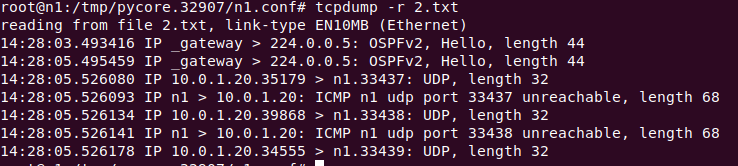 root@n1:/tmp/pycore.32907/n1.conf# tcpdump -r 2.txt
reading from file 2.txt, link-type EN10MB (Ethernet)
14:28:03.493416 IP _gateway > 224.0.0.5: OSPFv2, Hello, length 44
14:28:05.495459 IP _gateway > 224.0.0.5: OSPFv2, Hello, length 44
14:28:05.526080 IP 10.0.1.20.35179 > n1.33437: UDP, length 32
14:28:05.526093 IP n1 > 10.0.1.20: ICMP n1 udp port 33437 unreachable, length 68
14:28:05.526134 IP 10.0.1.20.39868 > n1.33438: UDP, length 32
14:28:05.526141 IP n1 > 10.0.1.20: ICMP n1 udp port 33438 unreachable, length 68
14:28:05.526178 IP 10.0.1.20.34555 > n1.33439: UDP, length 32